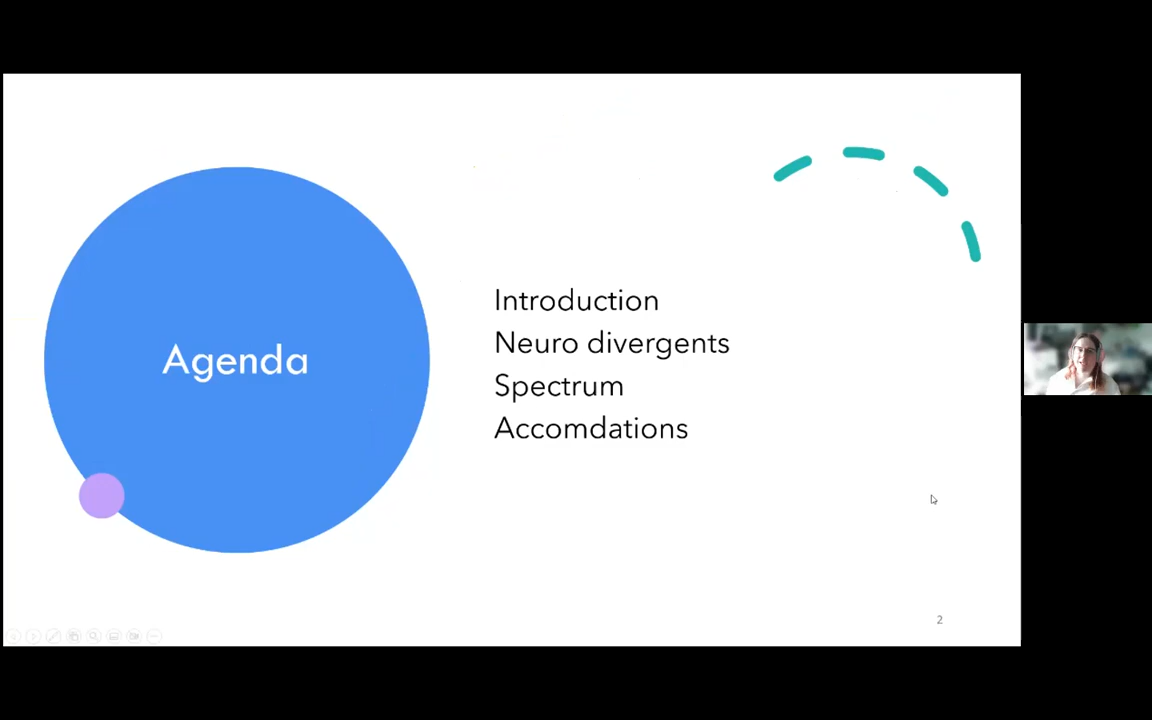 Agenda
Introduction
Neuro divergents
Spectrum
Accomdations
2